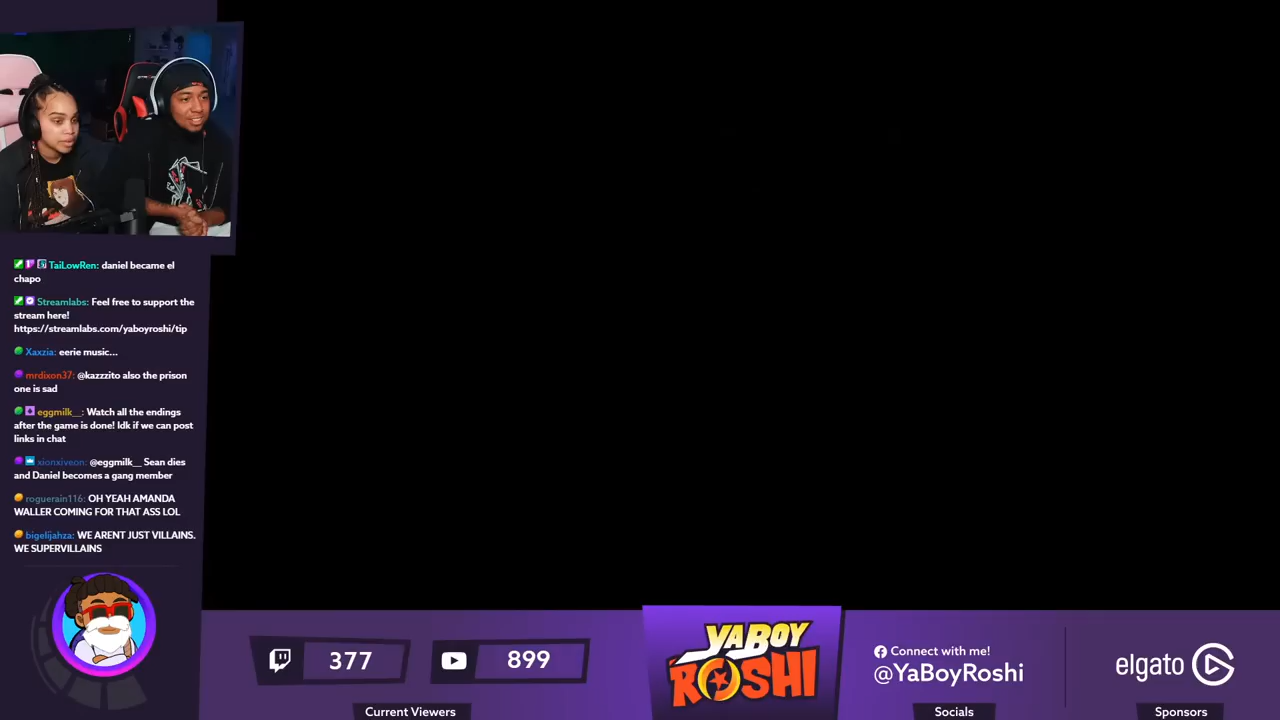 TaiLowRen: daniel became el
chapo
Streamlabs: Feel free to support the
stream here!
https://streamlabs.com/yaboyroshi/tip
Xaxzia: eerie music...
mrdixon37: @kazzzito also the prison
one is sad
eggmilk__: Watch all the endings
after the game is done! Idk if we can post
links in chat
xionxiveon: @eggmilk__ Sean dies
and Daniel becomes a gang member
roguerain116: OH YEAH AMANDA
WALLER COMING FOR THAT ASS LOL
bigelijahza: WE ARENT JUST VILLAINS.
WE SUPERVILLAINS
377
899
Current Viewers
YABOY
ROSHI
Connect with me!
@YaBoyRoshi
Socials
elgato
Sponsors